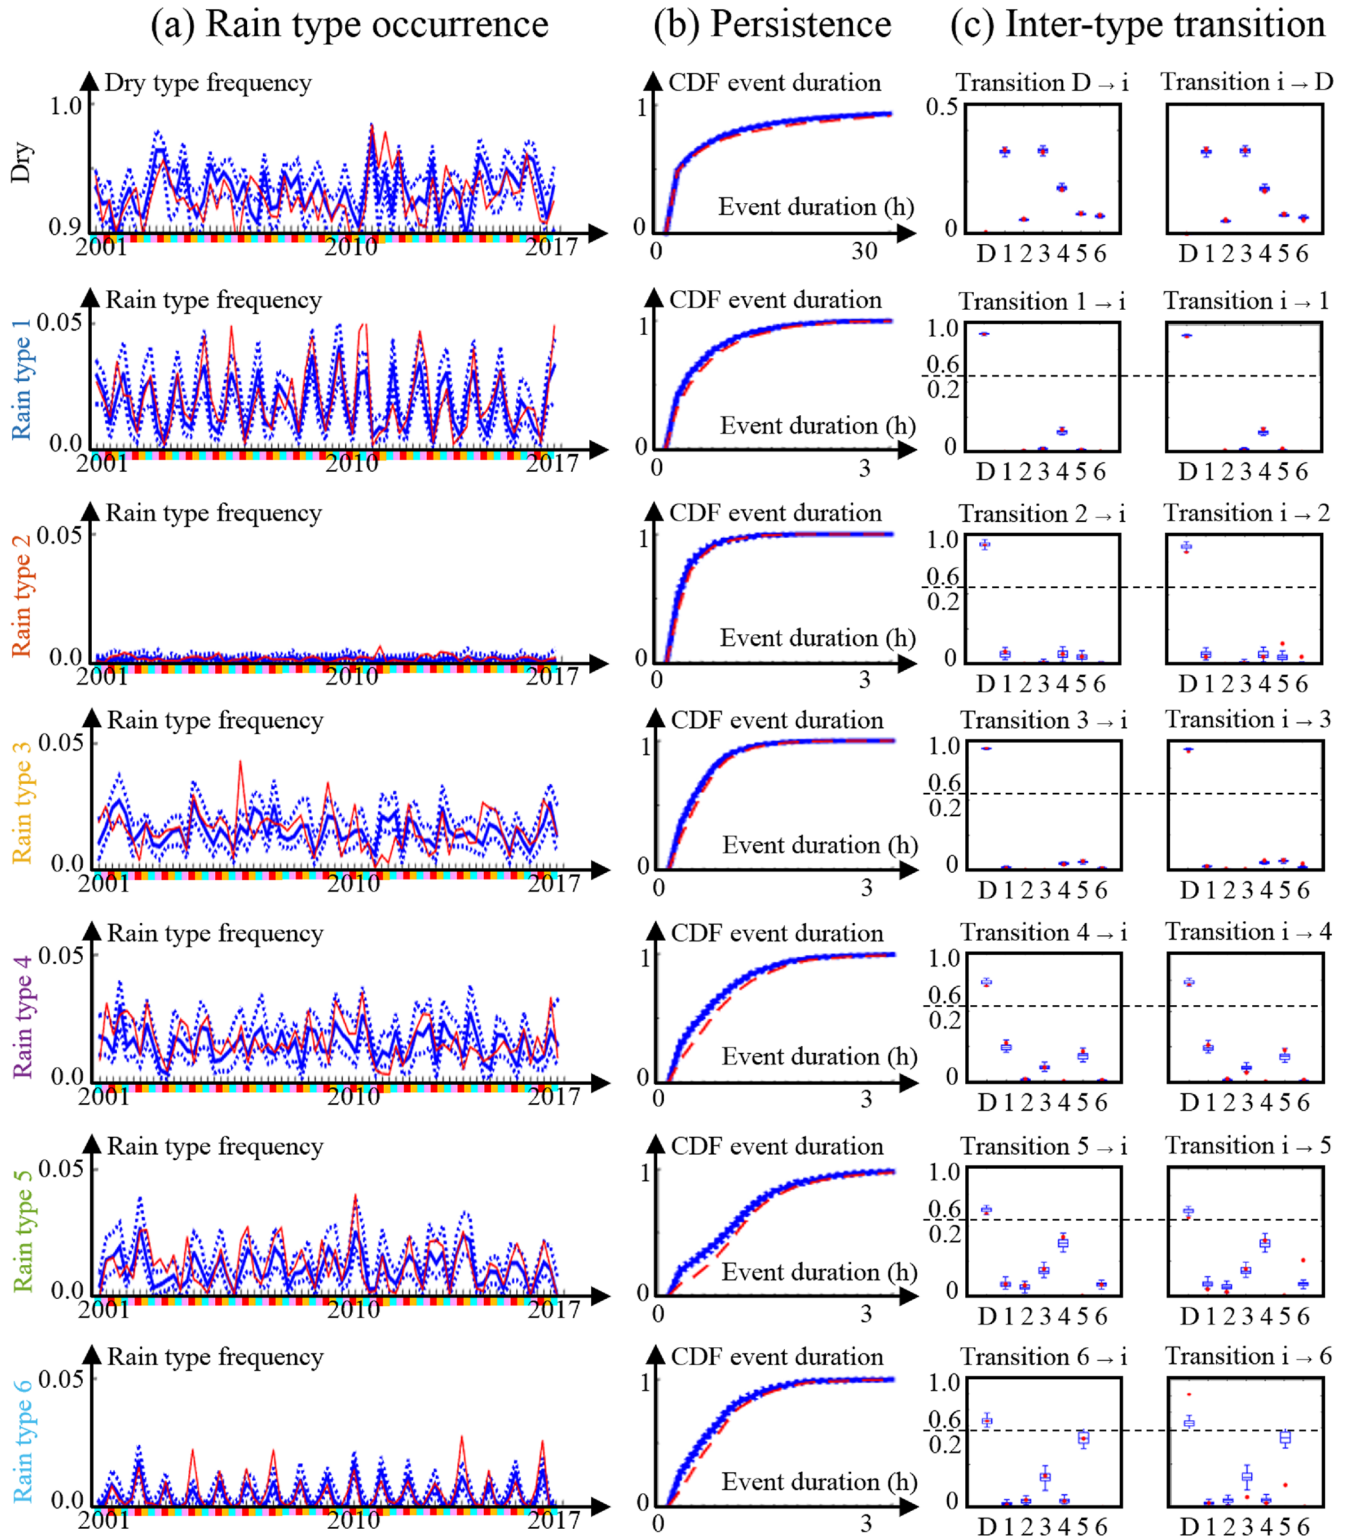 (a) Rain type occurrence (b) Persistence (c) Inter-type transition
Dry
Dry type frequency
1.0
0.9
2001 2010 2017
CDF event duration
1
0
Event duration (h)
0 30
Transition D → i
0.5
0
D 1 2 3 4 5 6
Transition i → D
D 1 2 3 4 5 6
Rain type 1
Rain type frequency
0.05
0.0
2001 2010 2017
CDF event duration
1
0
Event duration (h)
0 3
Transition 1 → i
1.0
0.6
0.2
0
D 1 2 3 4 5 6
Transition i → 1
D 1 2 3 4 5 6
Rain type 2
Rain type frequency
0.05
0.0
2001 2010 2017
CDF event duration
1
0
Event duration (h)
0 3
Transition 2 → i
1.0
0.6
0.2
0
D 1 2 3 4 5 6
Transition i → 2
D 1 2 3 4 5 6
Rain type 3
Rain type frequency
0.05
0.0
2001 2010 2017
CDF event duration
1
0
Event duration (h)
0 3
Transition 3 → i
1.0
0.6
0.2
0
D 1 2 3 4 5 6
Transition i → 3
D 1 2 3 4 5 6
Rain type 4
Rain type frequency
0.05
0.0
2001 2010 2017
CDF event duration
1
0
Event duration (h)
0 3
Transition 4 → i
1.0
0.6
0.2
0
D 1 2 3 4 5 6
Transition i → 4
D 1 2 3 4 5 6
Rain type 5
Rain type frequency
0.05
0.0
2001 2010 2017
CDF event duration
1
0
Event duration (h)
0 3
Transition 5 → i
1.0
0.6
0.2
0
D 1 2 3 4 5 6
Transition i → 5
D 1 2 3 4 5 6
Rain type 6
Rain type frequency
0.05
0.0
2001 2010 2017
CDF event duration
1
0
Event duration (h)
0 3
Transition 6 → i
1.0
0.6
0.2
0
D 1 2 3 4 5 6
Transition i → 6
D 1 2 3 4 5 6